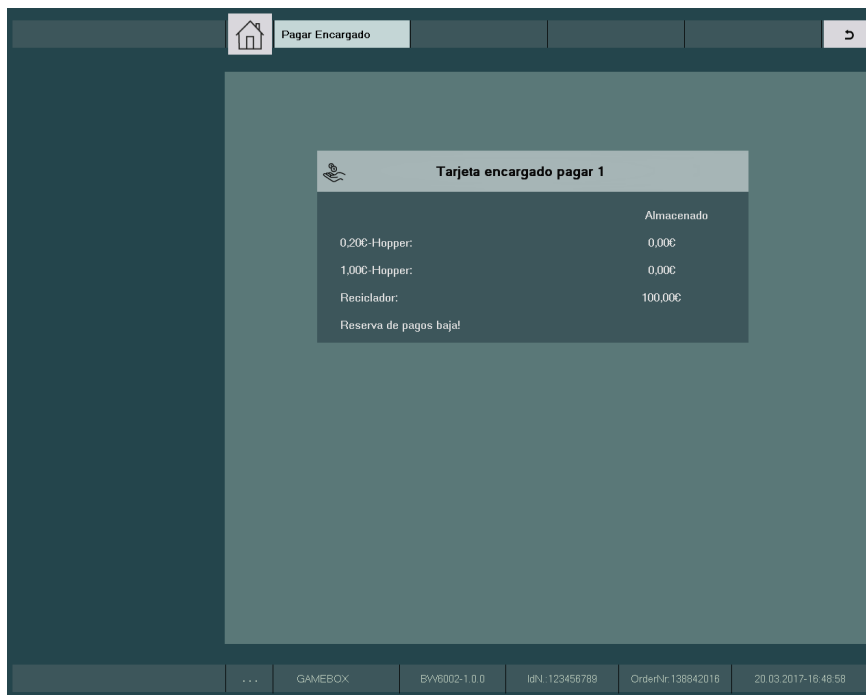 Pagar Encargado
Tarjeta encargado pagar 1
Almacenado
0,20€-Hopper: 0,00€
1,00€-Hopper: 0,00€
Reciclador: 100,00€
Reserva de pagos baja!
... GAMEBOX BW6002-1.0.0 IdN.:123456789 OrderNr:138842016 20.03.2017-16:48:58